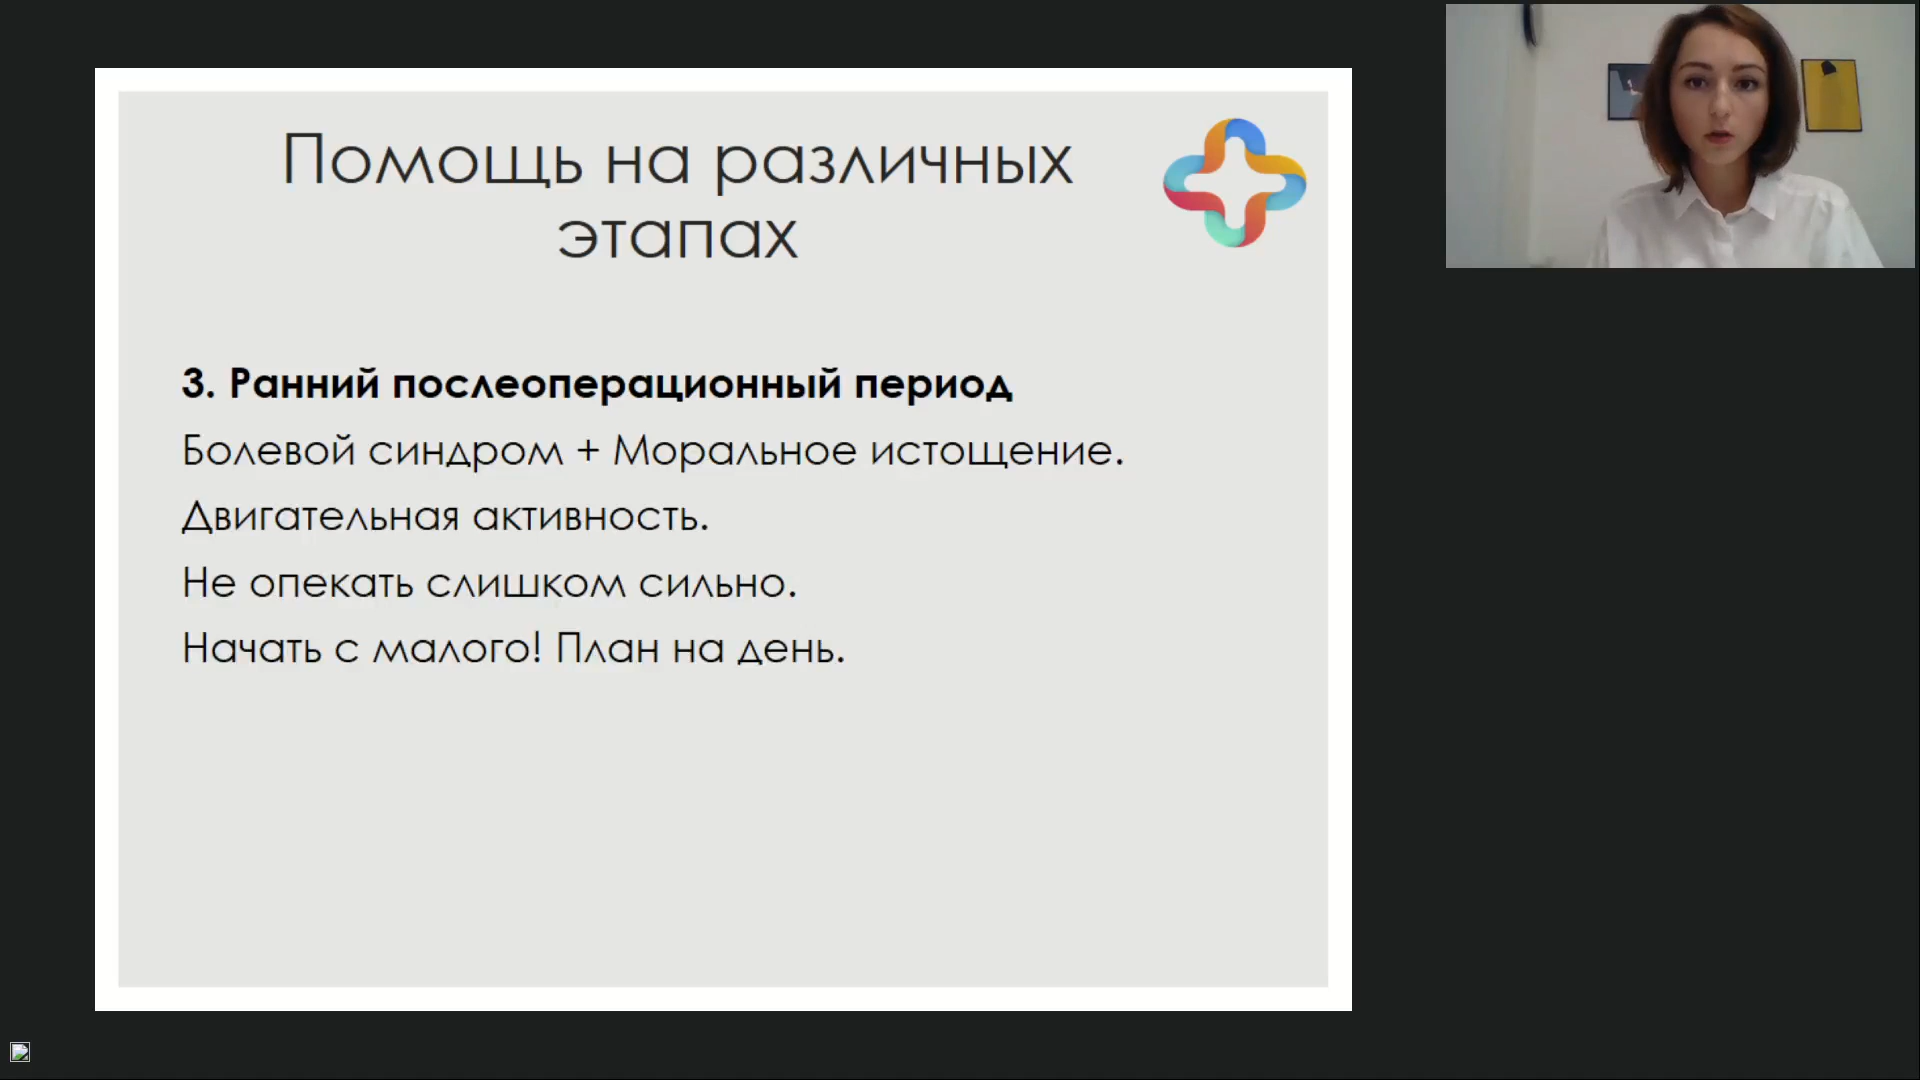 Помощь на различных
этапах
3. Ранний послеоперационный период
Болевой синдром + Моральное истощение.
Двигательная активность.
Не опекать слишком сильно.
Начать с малого! План на день.